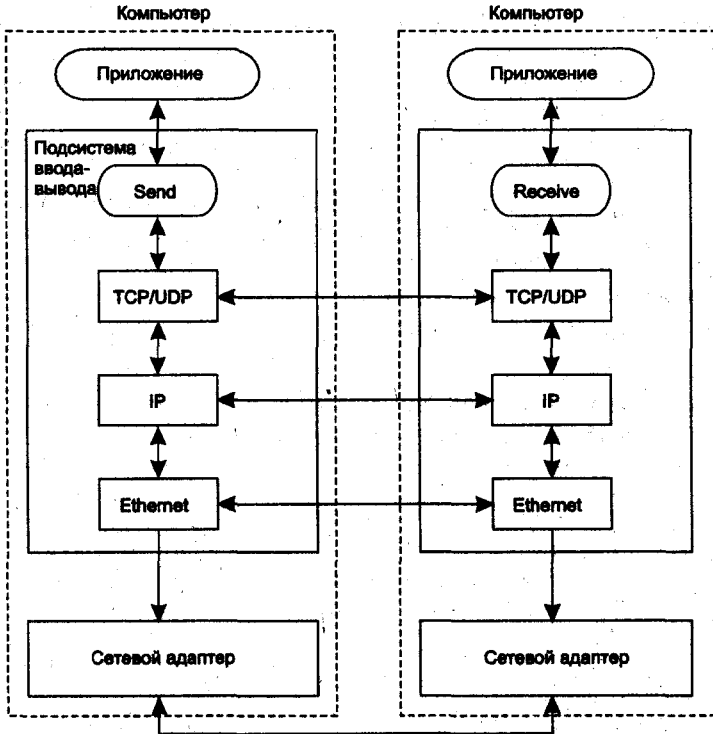 Компьютер
Компьютер
Приложение
Приложение
Подсистема
ввода-
вывода
Send
Receive
TCP/UDP
TCP/UDP
IP
IP
Ethernet
Ethernet
Сетевой адаптер
Сетевой адаптер